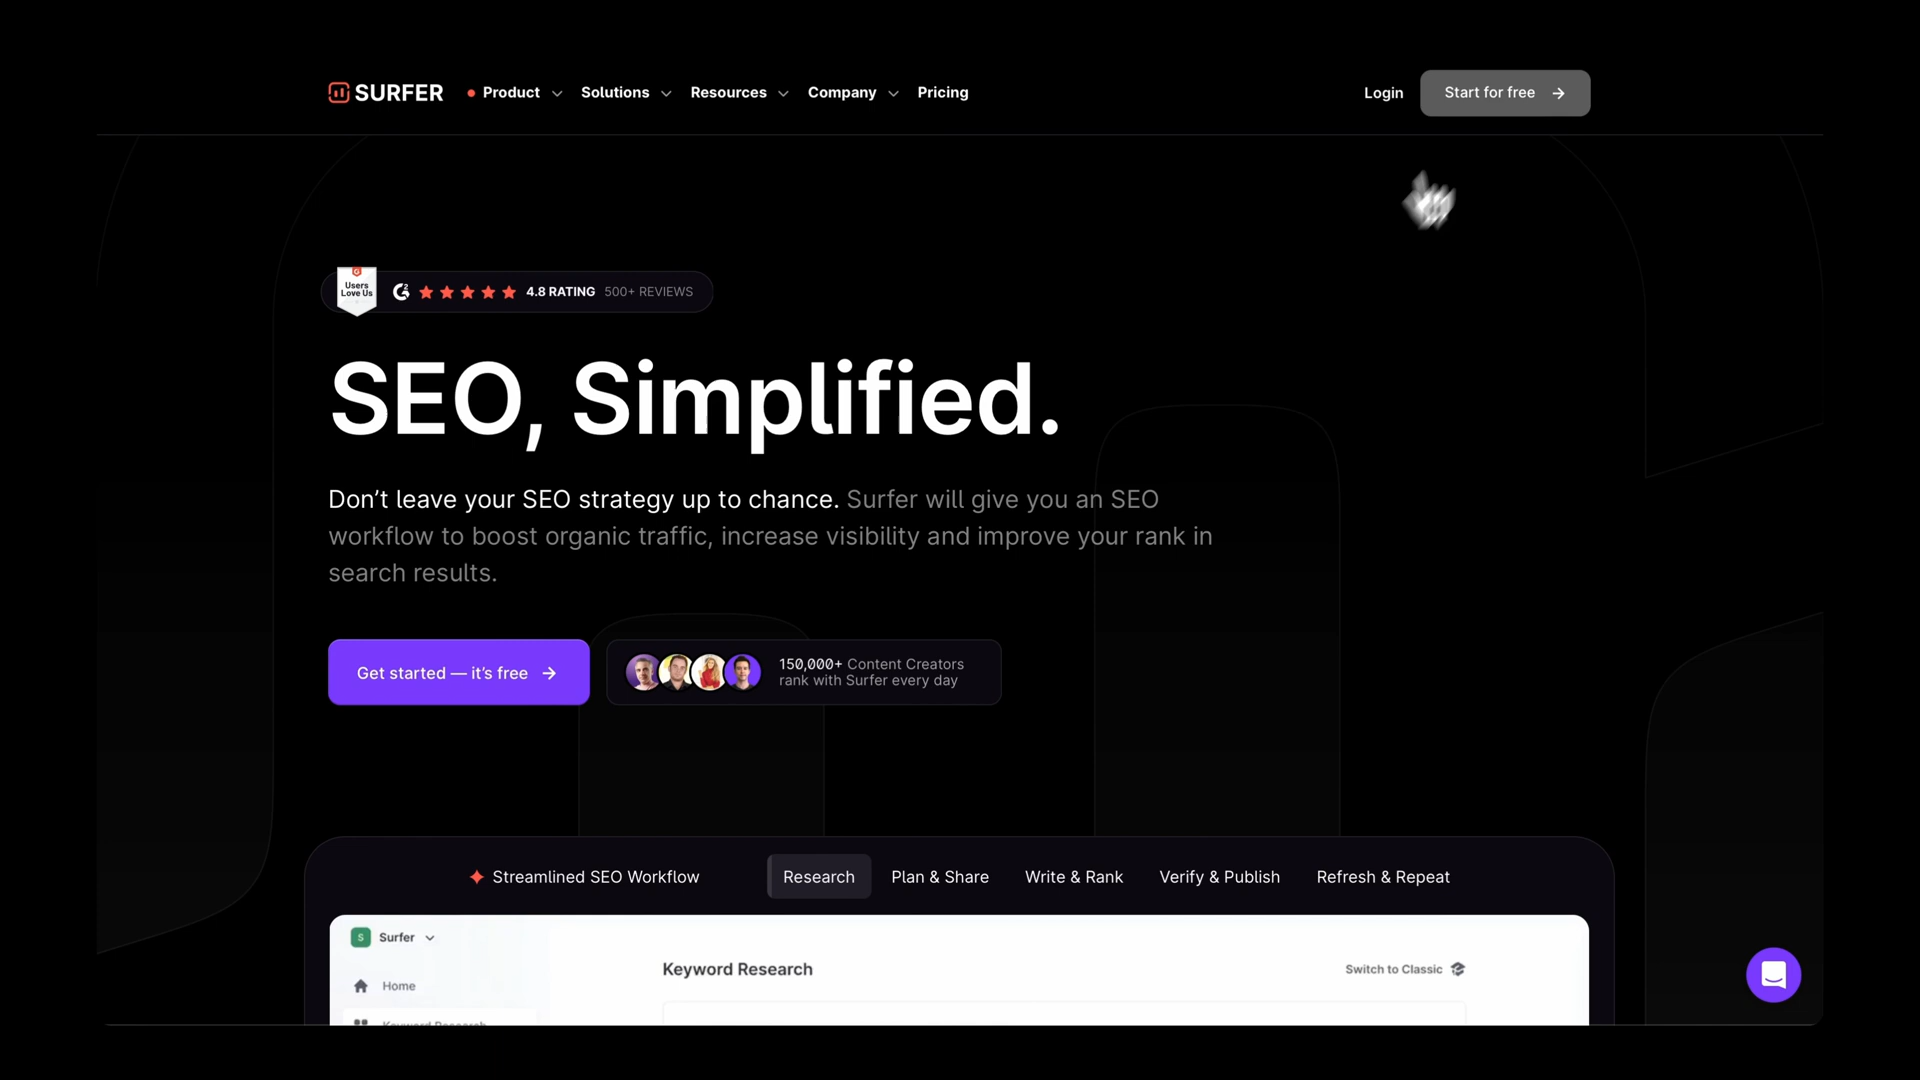 SURFER
Product
Solutions
Resources
Company
Pricing
Login
Start for free
Users
Love Us
4.8 RATING 500+ REVIEWS
SEO, Simplified.
Don’t leave your SEO strategy up to chance. Surfer will give you an SEO
workflow to boost organic traffic, increase visibility and improve your rank in
search results.
Get started — it’s free
150,000+ Content Creators
rank with Surfer every day
Streamlined SEO Workflow
Research
Plan & Share
Write & Rank
Verify & Publish
Refresh & Repeat
S
Surfer
Keyword Research
Switch to Classic
Home
Keyword Research